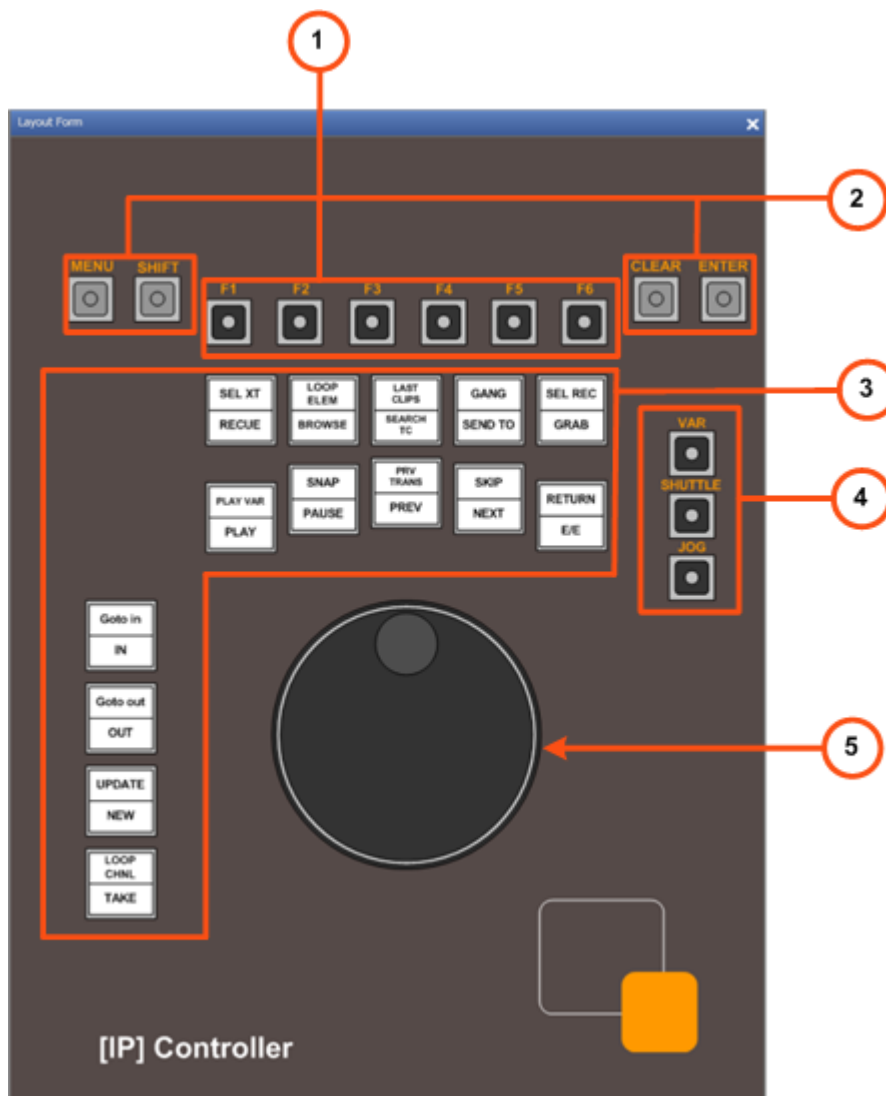 1
Layout Form
2
MENU SHIFT CLEAR ENTER
F1 F2 F3 F4 F5 F6
3
SEL XT
RECUE
LOOP
ELEM
BROWSE
LAST
CLIPS
SEARCH
TC
GANG
SEND TO
SEL REC
GRAB
VAR
4
SHUTTLE
JOG
PLAY VAR
PLAY
SNAP
PAUSE
PRV
TRANS
PREV
SKIP
NEXT
RETURN
E/E
Goto in
IN
Goto out
OUT
5
UPDATE
NEW
LOOP
CHNL
TAKE
[IP] Controller